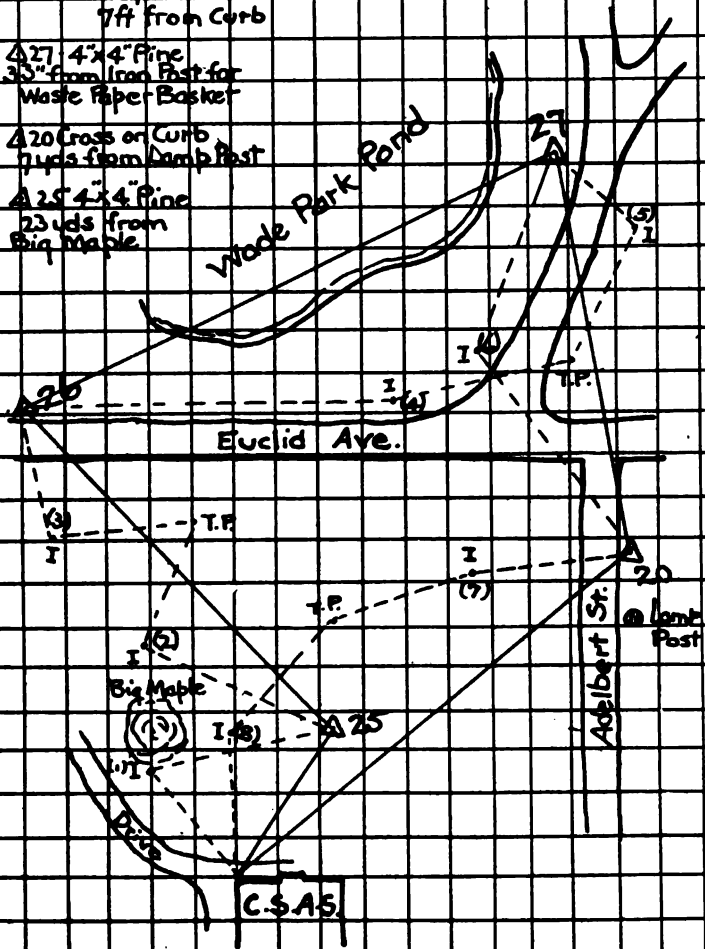 7ft from Curb
△27-4"x4" Pine
33" from Iron Post for
Waste Paper Basket
△20 Cross on Curb
7 yds from Lamp Post
△25 4"x4" Pine
23 yds from
Big Maple
Wade Park Pond
27
(5)
I
I
(6)
T.P.
26
I
(4)
Euclid Ave.
(3)
I
T.P.
I
(7)
20
T.P.
Lamp
Post
Adelbert St.
(2)
I
Big Maple
I (8)
25
(1) I
Drive
C.S.A.S.